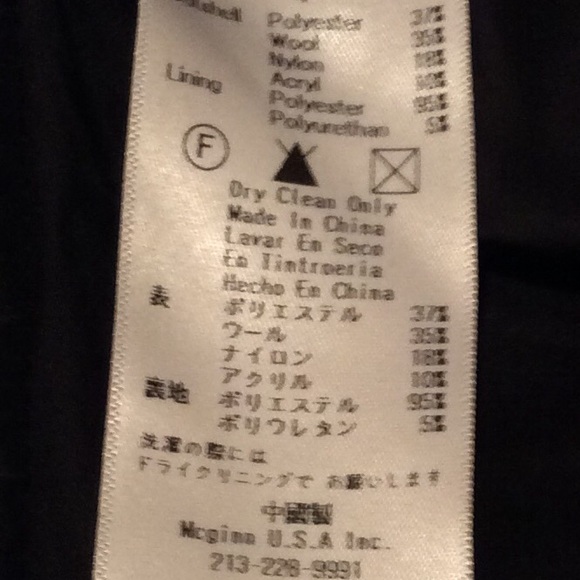 Polyester 37%
Wool 35%
Nylon 18%
Acryl 10%
Lining Polyester 95%
Polyurethan 5%
F
Dry Clean Only
Made In China
Lavar En Seco
En Tintroeria
Hecho En China
表 ポリエステル 37%
ウール 35%
ナイロン 18%
アクリル 10%
裏地 ポリエステル 95%
ポリウレタン 5%
洗濯の際には
ドライクリニングで お願いします
中國製
Mcginn U.S.A Inc.
213-228-9991